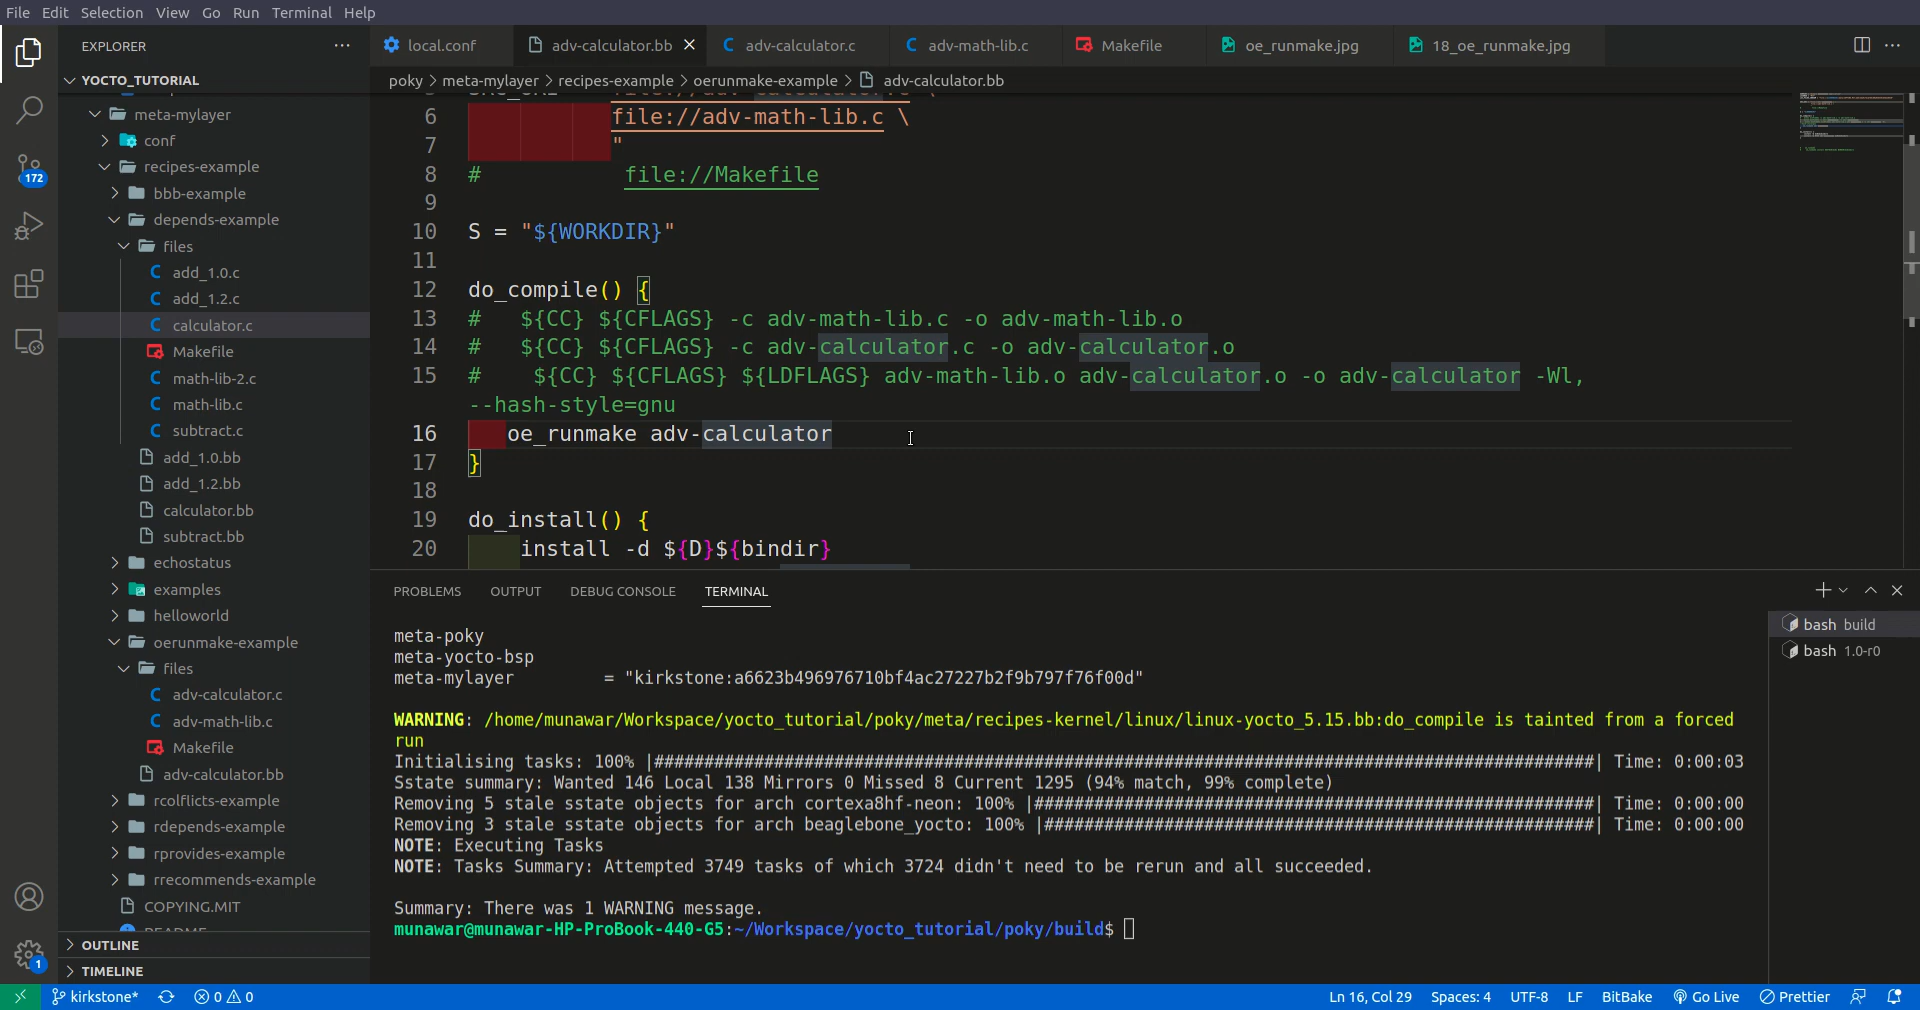 File Edit Selection View Go Run Terminal Help
EXPLORER
local.conf adv-calculator.bb adv-calculator.c adv-math-lib.c Makefile oe_runmake.jpg 18_oe_runmake.jpg
YOCTO_TUTORIAL
poky > meta-mylayer > recipes-example > oerunmake-example > adv-calculator.bb
meta-mylayer
conf
recipes-example
bbb-example
depends-example
files
add_1.0.c
add_1.2.c
calculator.c
Makefile
math-lib-2.c
math-lib.c
subtract.c
add_1.0.bb
add_1.2.bb
calculator.bb
subtract.bb
echostatus
examples
helloworld
oerunmake-example
files
adv-calculator.c
adv-math-lib.c
Makefile
adv-calculator.bb
rcolflicts-example
rdepends-example
rprovides-example
rrecommends-example
COPYING.MIT
OUTLINE
TIMELINE
172
1
6 file://adv-math-lib.c \
7 "
8 # file://Makefile
9
10 S = "${WORKDIR}"
11
12 do_compile() {
13 # ${CC} ${CFLAGS} -c adv-math-lib.c -o adv-math-lib.o
14 # ${CC} ${CFLAGS} -c adv-calculator.c -o adv-calculator.o
15 # ${CC} ${CFLAGS} ${LDFLAGS} adv-math-lib.o adv-calculator.o -o adv-calculator -Wl,
--hash-style=gnu
16 oe_runmake adv-calculator
17 }
18
19 do_install() {
20 install -d ${D}${bindir}
PROBLEMS OUTPUT DEBUG CONSOLE TERMINAL
bash build
bash 1.0-r0
meta-poky
meta-yocto-bsp
meta-mylayer = "kirkstone:a6623b496976710bf4ac27227b2f9b797f76f00d"
WARNING: /home/munawar/Workspace/yocto_tutorial/poky/meta/recipes-kernel/linux/linux-yocto_5.15.bb:do_compile is tainted from a forced
run
Initialising tasks: 100% |##############################################################################################| Time: 0:00:03
Sstate summary: Wanted 146 Local 138 Mirrors 0 Missed 8 Current 1295 (94% match, 99% complete)
Removing 5 stale sstate objects for arch cortexa8hf-neon: 100% |########################################################| Time: 0:00:00
Removing 3 stale sstate objects for arch beaglebone_yocto: 100% |#######################################################| Time: 0:00:00
NOTE: Executing Tasks
NOTE: Tasks Summary: Attempted 3749 tasks of which 3724 didn't need to be rerun and all succeeded.
Summary: There was 1 WARNING message.
munawar@munawar-HP-ProBook-440-G5:~/Workspace/yocto_tutorial/poky/build$
kirkstone* 0 0 Ln 16, Col 29 Spaces: 4 UTF-8 LF BitBake Go Live Prettier